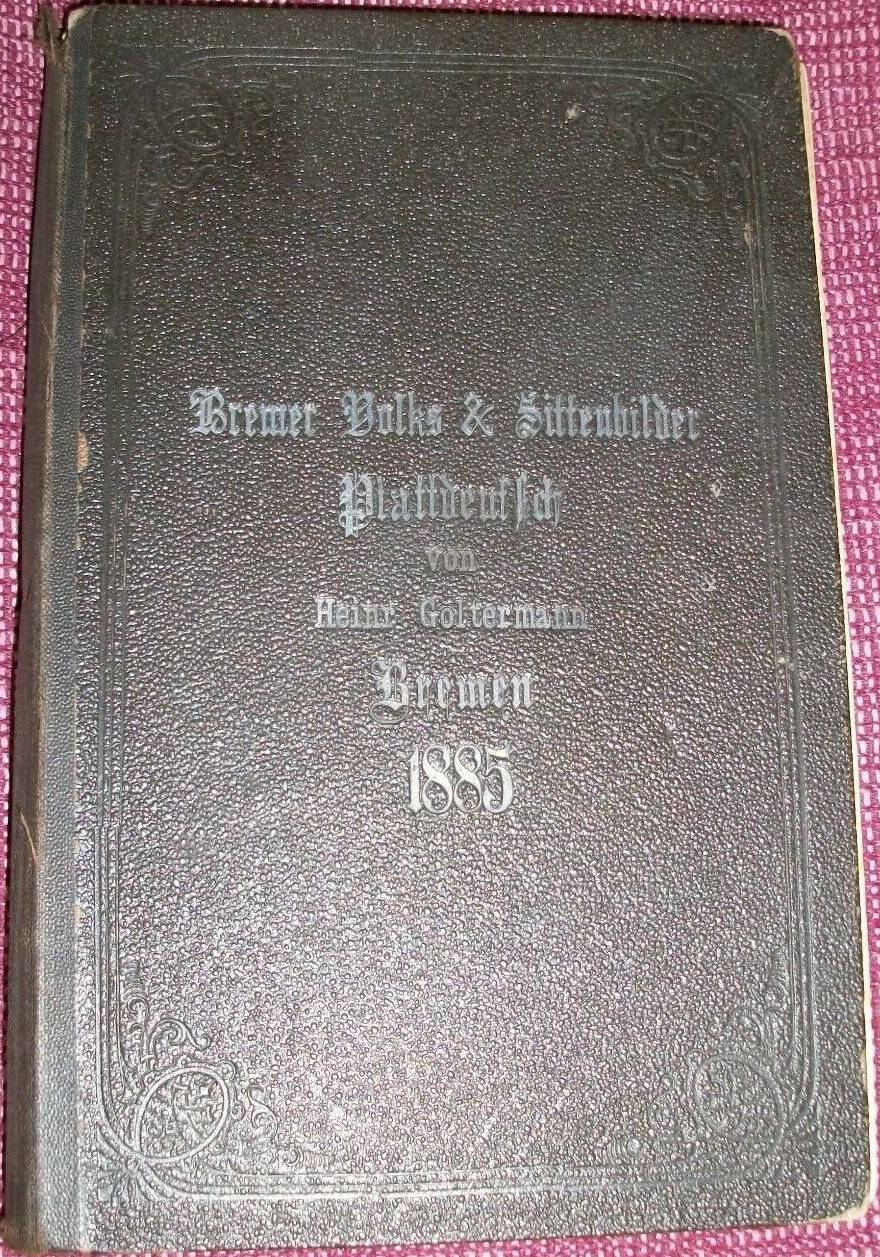 Bremer Volks & Sittenbilder
Plattdeutsch
von
Heinr Goltermann
Bremen
1885